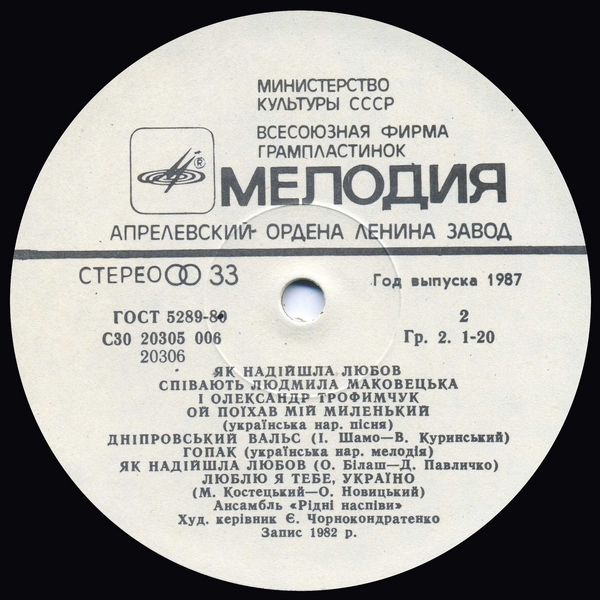 МИНИСТЕРСТВО
КУЛЬТУРЫ СССР
ВСЕСОЮЗНАЯ ФИРМА
ГРАМПЛАСТИНОК
®
МЕЛОДИЯ
АПРЕЛЕВСКИЙ ОРДЕНА ЛЕНИНА ЗАВОД
СТЕРЕО 33
Год выпуска 1987
ГОСТ 5289-80
2
С30 20305 006
Гр. 2. 1-20
20306
ЯК НАДІЙШЛА ЛЮБОВ
СПІВАЮТЬ ЛЮДМИЛА МАКОВЕЦЬКА
І ОЛЕКСАНДР ТРОФИМЧУК
ОЙ ПОЇХАВ МІЙ МИЛЕНЬКИЙ
(українська нар. пісня)
ДНІПРОВСЬКИЙ ВАЛЬС (І. Шамо—В. Куринський)
ГОПАК (українська нар. мелодія)
ЯК НАДІЙШЛА ЛЮБОВ (О. Білаш—Д. Павличко)
ЛЮБЛЮ Я ТЕБЕ, УКРАЇНО
(М. Костецький—О. Новицький)
Ансамбль «Рідні наспіви»
Худ. керівник Є. Чорнокондратенко
Запис 1982 р.